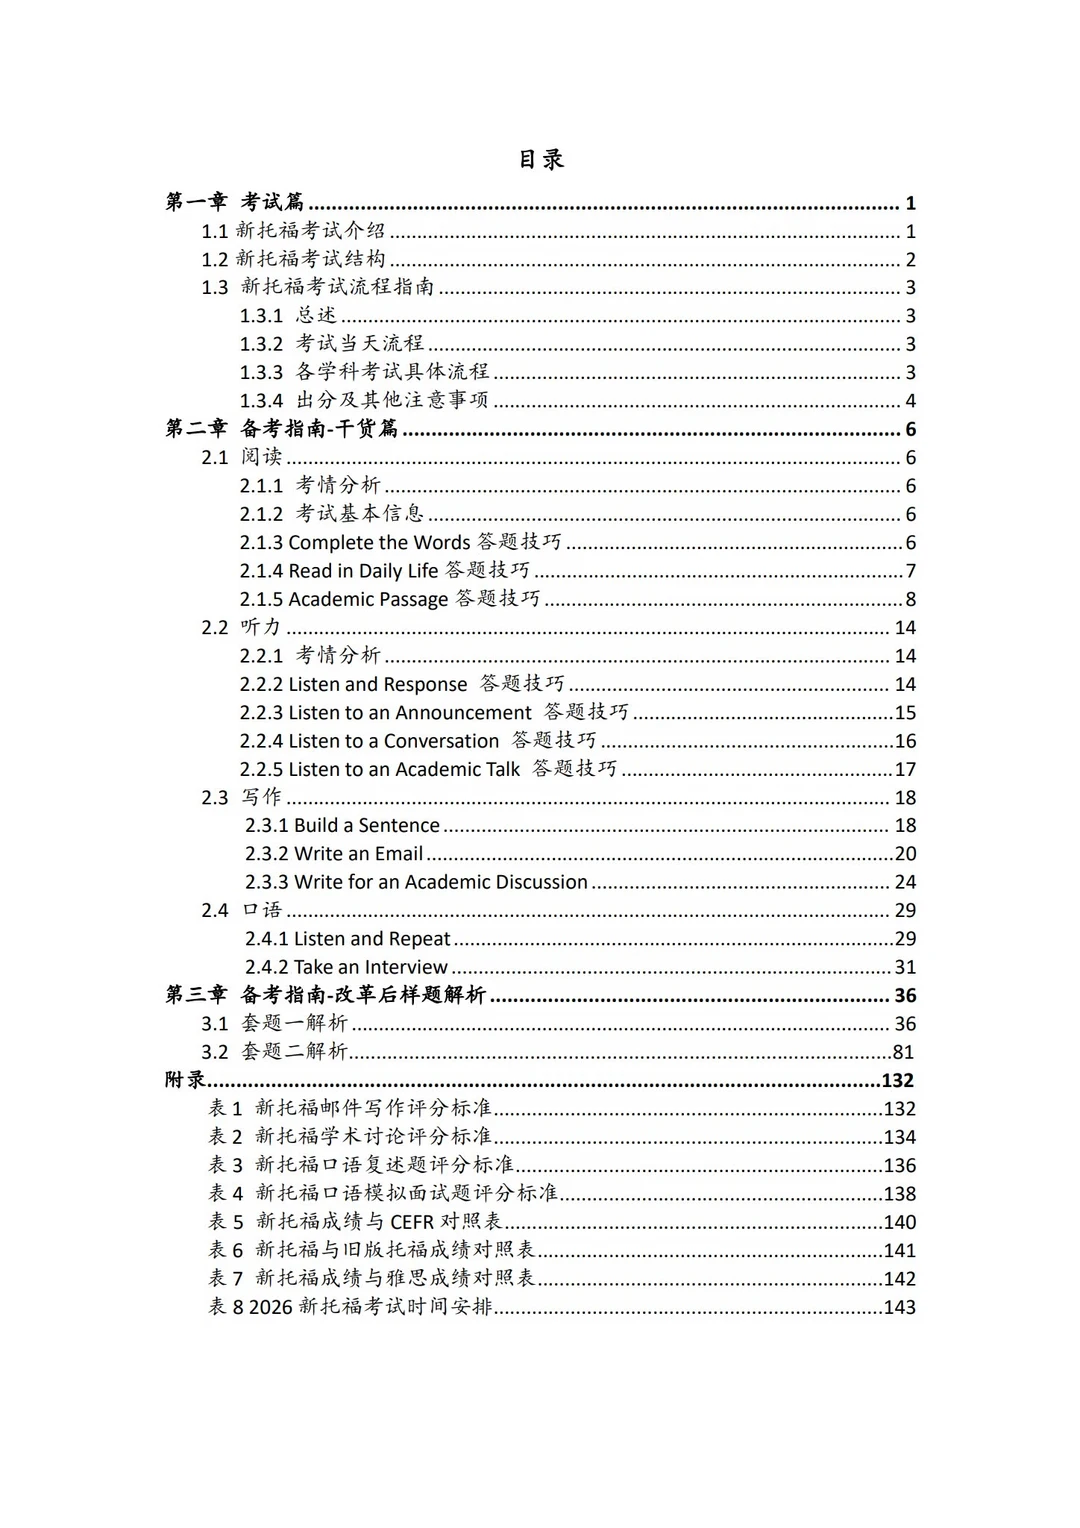 目录
第一章 考试篇 1
1.1 新托福考试介绍 1
1.2 新托福考试结构 2
1.3 新托福考试流程指南 3
1.3.1 总述 3
1.3.2 考试当天流程 3
1.3.3 各学科考试具体流程 3
1.3.4 出分及其他注意事项 4
第二章 备考指南-干货篇 6
2.1 阅读 6
2.1.1 考情分析 6
2.1.2 考试基本信息 6
2.1.3 Complete the Words 答题技巧 6
2.1.4 Read in Daily Life 答题技巧 7
2.1.5 Academic Passage 答题技巧 8
2.2 听力 14
2.2.1 考情分析 14
2.2.2 Listen and Response 答题技巧 14
2.2.3 Listen to an Announcement 答题技巧 15
2.2.4 Listen to a Conversation 答题技巧 16
2.2.5 Listen to an Academic Talk 答题技巧 17
2.3 写作 18
2.3.1 Build a Sentence 18
2.3.2 Write an Email 20
2.3.3 Write for an Academic Discussion 24
2.4 口语 29
2.4.1 Listen and Repeat 29
2.4.2 Take an Interview 31
第三章 备考指南-改革后样题解析 36
3.1 套题一解析 36
3.2 套题二解析 81
附录 132
表 1 新托福邮件写作评分标准 132
表 2 新托福学术讨论评分标准 134
表 3 新托福口语复述题评分标准 136
表 4 新托福口语模拟面试题评分标准 138
表 5 新托福成绩与 CEFR 对照表 140
表 6 新托福与旧版托福成绩对照表 141
表 7 新托福成绩与雅思成绩对照表 142
表 8 2026 新托福考试时间安排 143